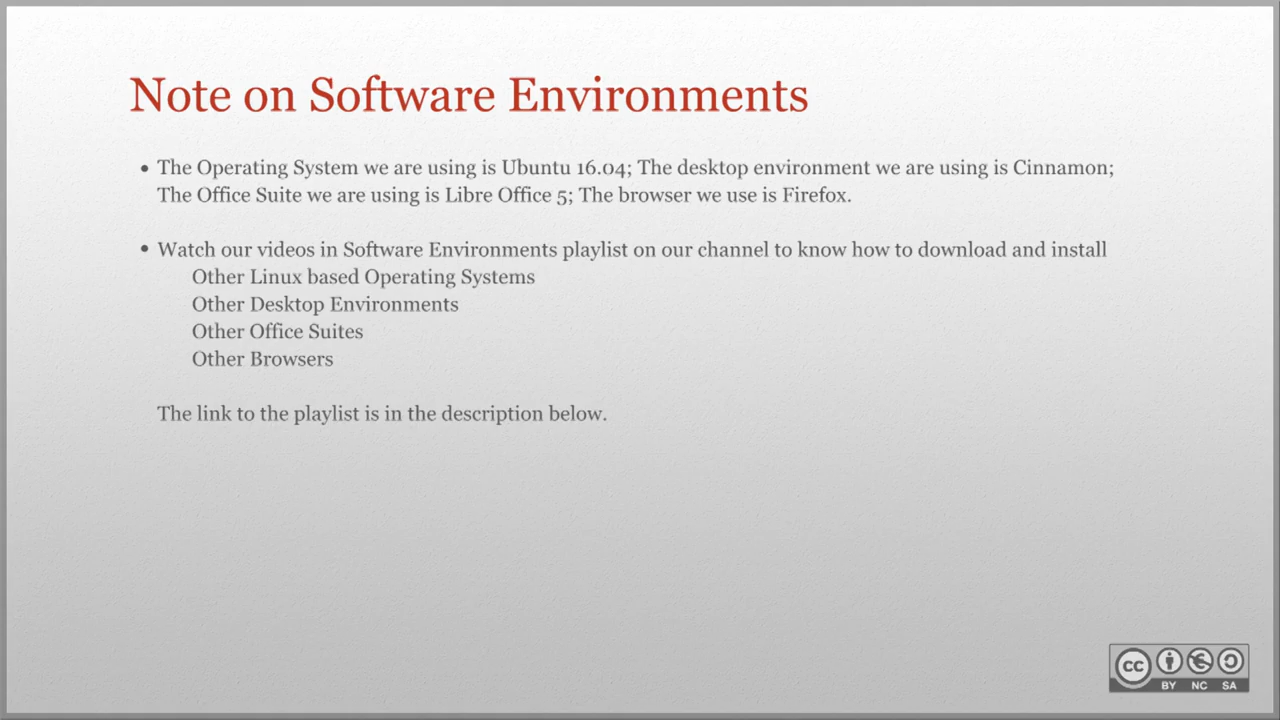 Note on Software Environments
• The Operating System we are using is Ubuntu 16.04; The desktop environment we are using is Cinnamon;
The Office Suite we are using is Libre Office 5; The browser we use is Firefox.
• Watch our videos in Software Environments playlist on our channel to know how to download and install
Other Linux based Operating Systems
Other Desktop Environments
Other Office Suites
Other Browsers
The link to the playlist is in the description below.
cc
BY NC SA